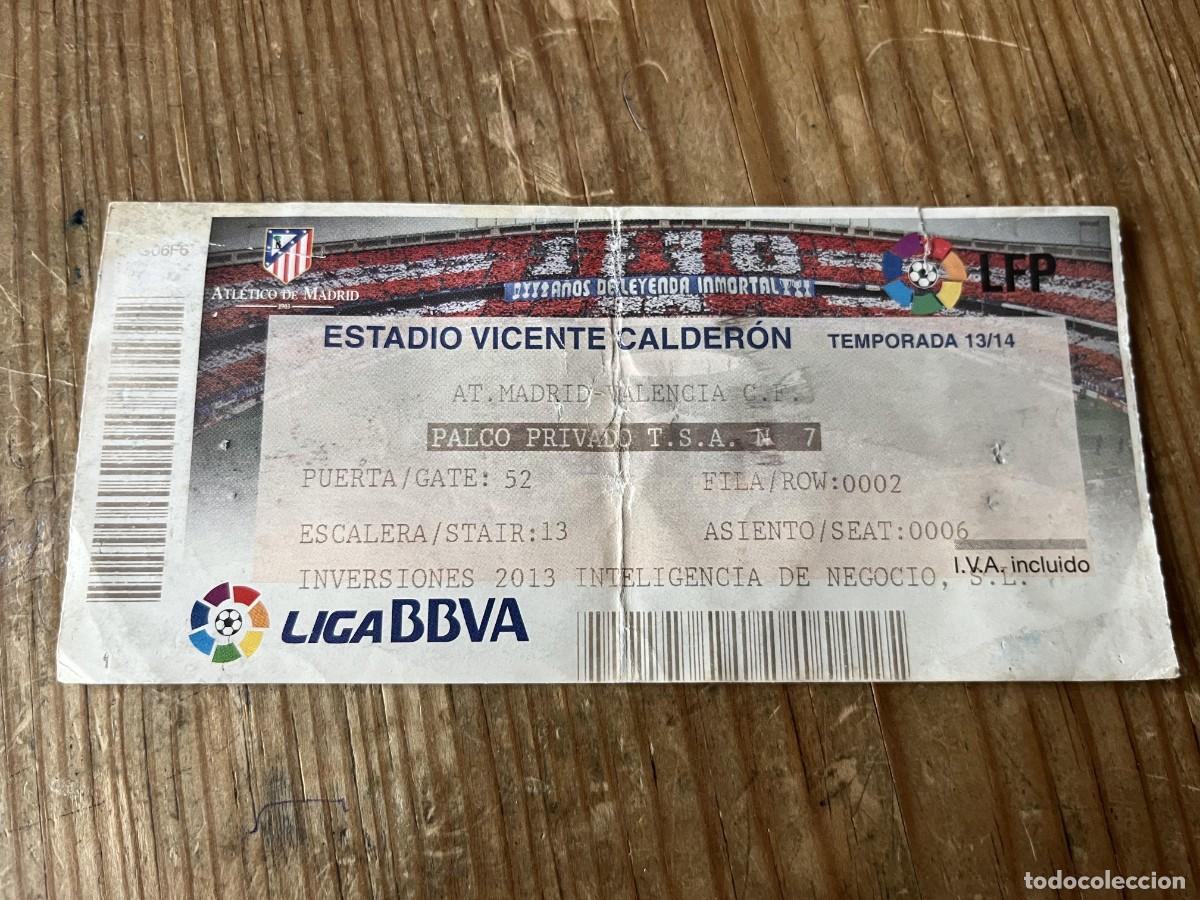 506F6
ATLÉTICO DE MADRID
1903
110
AÑOS DE LEYENDA INMORTAL
LFP
ESTADIO VICENTE CALDERÓN TEMPORADA 13/14
AT.MADRID-VALENCIA C.F.
PALCO PRIVADO T.S.A. N 7
PUERTA/GATE: 52 FILA/ROW:0002
ESCALERA/STAIR:13 ASIENTO/SEAT:0006
I.V.A. incluido
INVERSIONES 2013 INTELIGENCIA DE NEGOCIO, S.L.
LIGA BBVA
todocoleccion